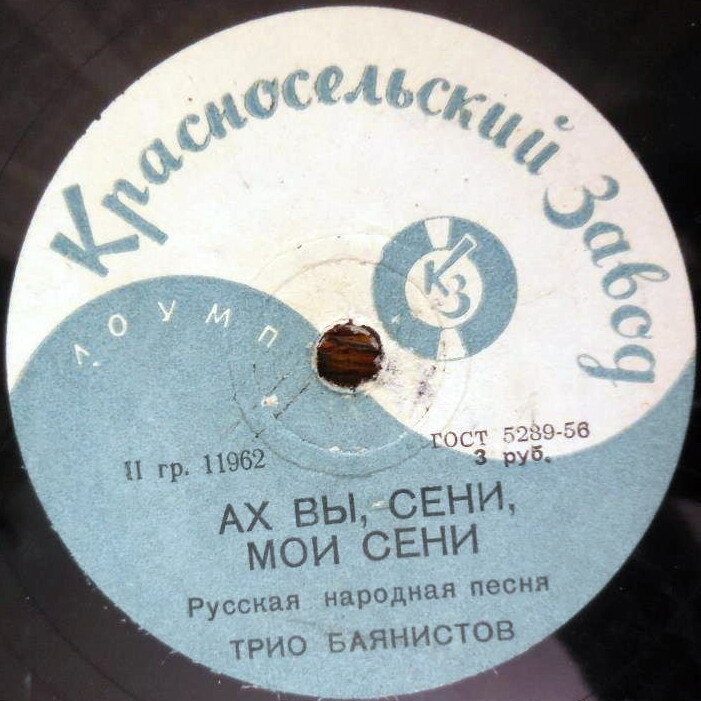 Красносельский Завод
КЗ
ЛОУМП
ГОСТ 5289-56
II гр. 11962
3 руб.
АХ ВЫ, СЕНИ,
МОИ СЕНИ
Русская народная песня
ТРИО БАЯНИСТОВ